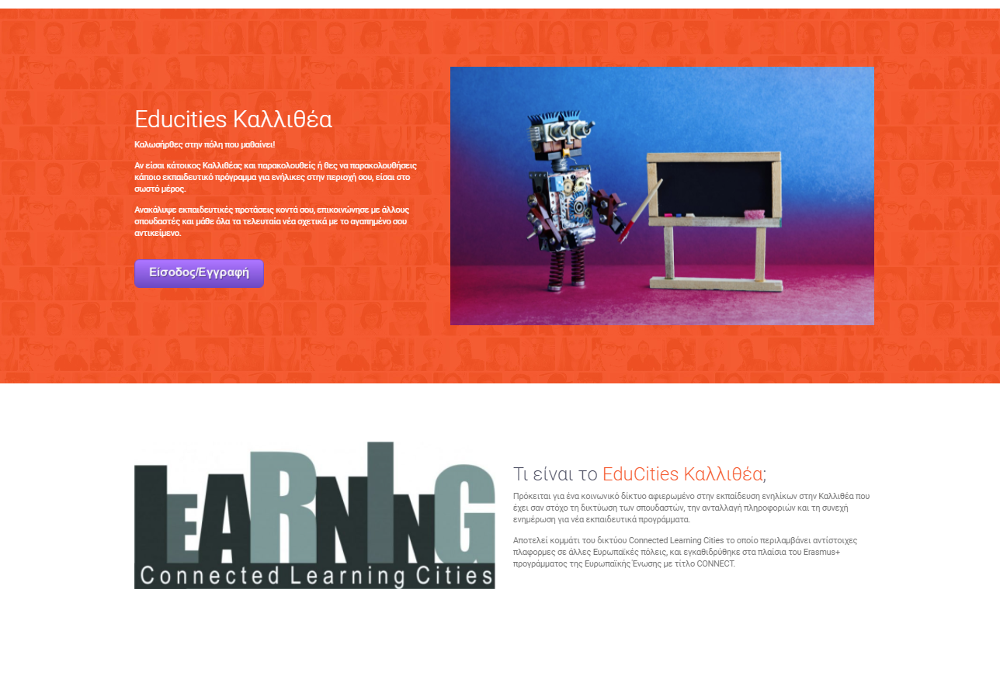 Educities Καλλιθέα
Καλωσήρθες στην πόλη που μαθαίνει!
Αν είσαι κάτοικος Καλλιθέας και παρακολουθείς ή θες να παρακολουθήσεις
κάποιο εκπαιδευτικό πρόγραμμα για ενήλικες στην περιοχή σου, είσαι στο
σωστό μέρος.
Ανακάλυψε εκπαιδευτικές προτάσεις κοντά σου, επικοινώνησε με άλλους
σπουδαστές και μάθε όλα τα τελευταία νέα σχετικά με το αγαπημένο σου
αντικείμενο.
Είσοδος/Εγγραφή
LEARNING
Connected Learning Cities
Τι είναι το EduCities Καλλιθέα;
Πρόκειται για ένα κοινωνικό δίκτυο αφιερωμένο στην εκπαίδευση ενηλίκων στην Καλλιθέα που
έχει σαν στόχο τη δικτύωση των σπουδαστών, την ανταλλαγή πληροφοριών και τη συνεχή
ενημέρωση για νέα εκπαιδευτικά προγράμματα.
Αποτελεί κομμάτι του δικτύου Connected Learning Cities το οποίο περιλαμβάνει αντίστοιχες
πλαφορμες σε άλλες Ευρωπαϊκές πόλεις, και εγκαθιδρύθηκε στα πλαίσια του Erasmus+
προγράμματος της Ευρωπαϊκής Ένωσης με τίτλο CONNECT.